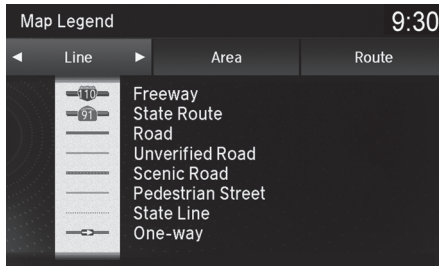 Map Legend 9:30
Line Area Route
110 Freeway
91 State Route
Road
Unverified Road
Scenic Road
Pedestrian Street
State Line
One-way